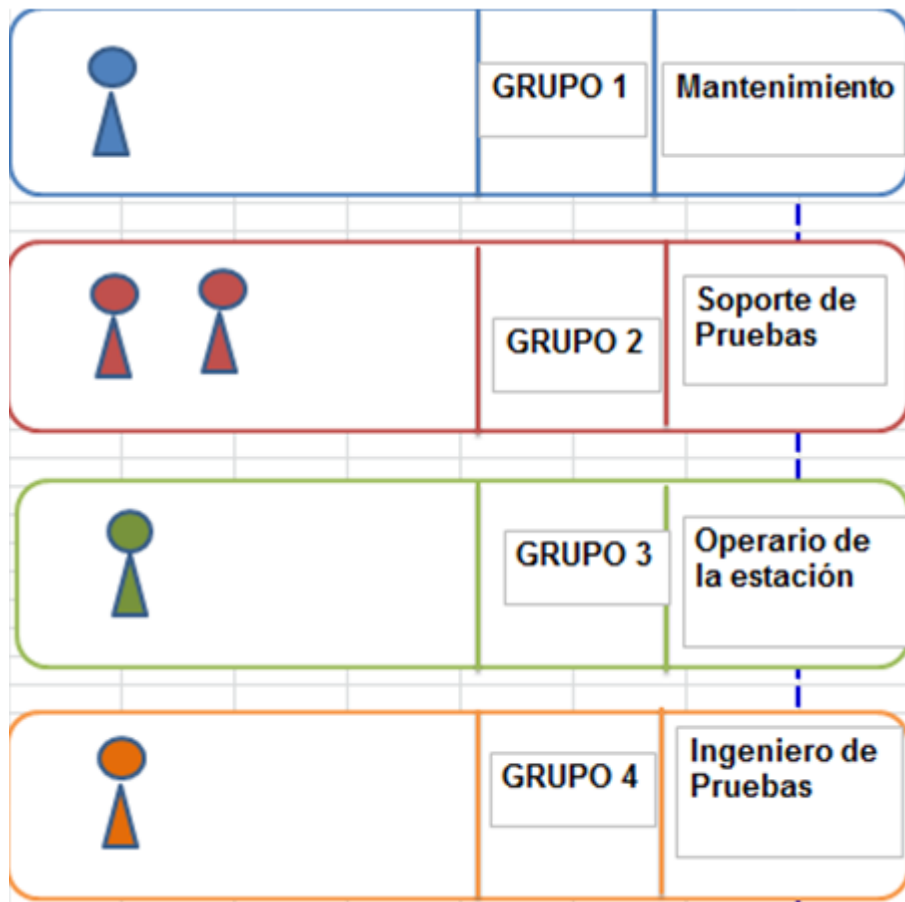 GRUPO 1
Mantenimiento
GRUPO 2
Soporte de
Pruebas
GRUPO 3
Operario de
la estación
GRUPO 4
Ingeniero de
Pruebas